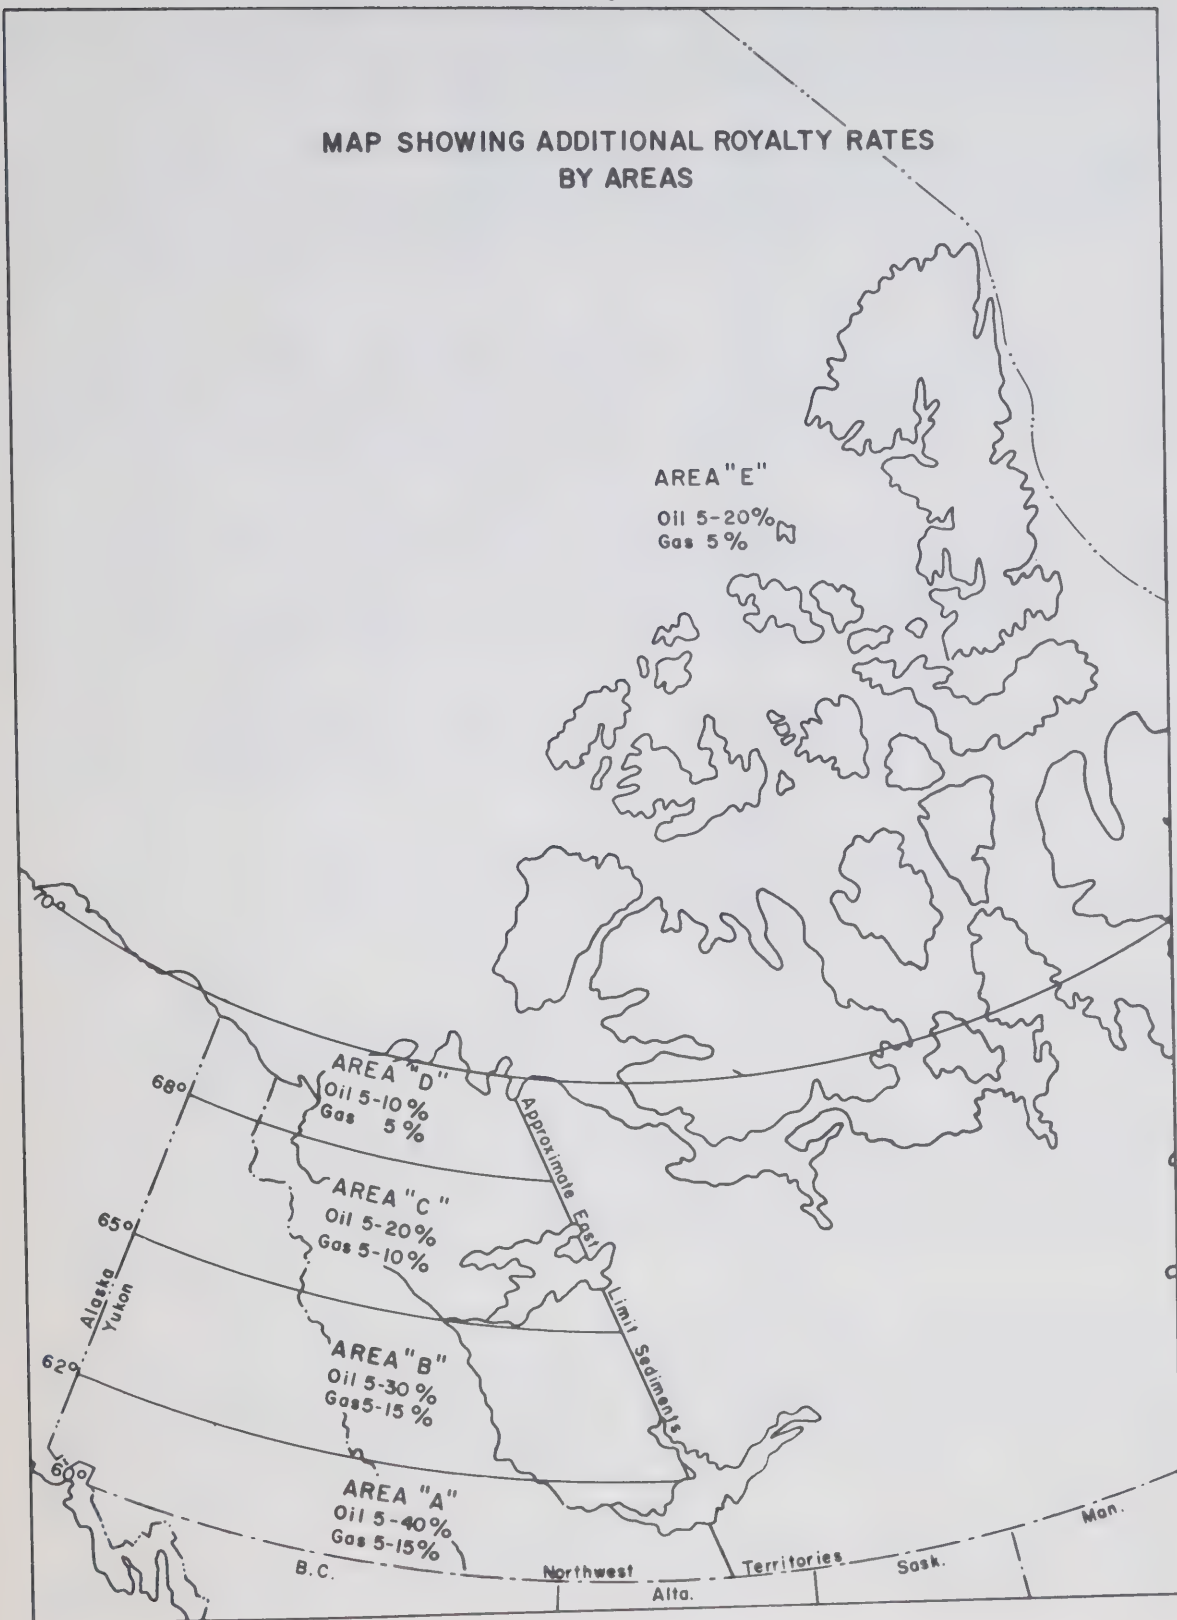 MAP SHOWING ADDITIONAL ROYALTY RATES
BY AREAS
AREA "E"
Oil 5-20%
Gas 5%
70°
AREA "D"
Oil 5-10%
Gas 5%
68°
Approximate East Limit Sediments
AREA "C"
Oil 5-20%
Gas 5-10%
65°
Alaska
Yukon
AREA "B"
Oil 5-30%
Gas 5-15%
62°
60°
AREA "A"
Oil 5-40%
Gas 5-15%
B.C.
Northwest Territories
Alta.
Sask.
Man.